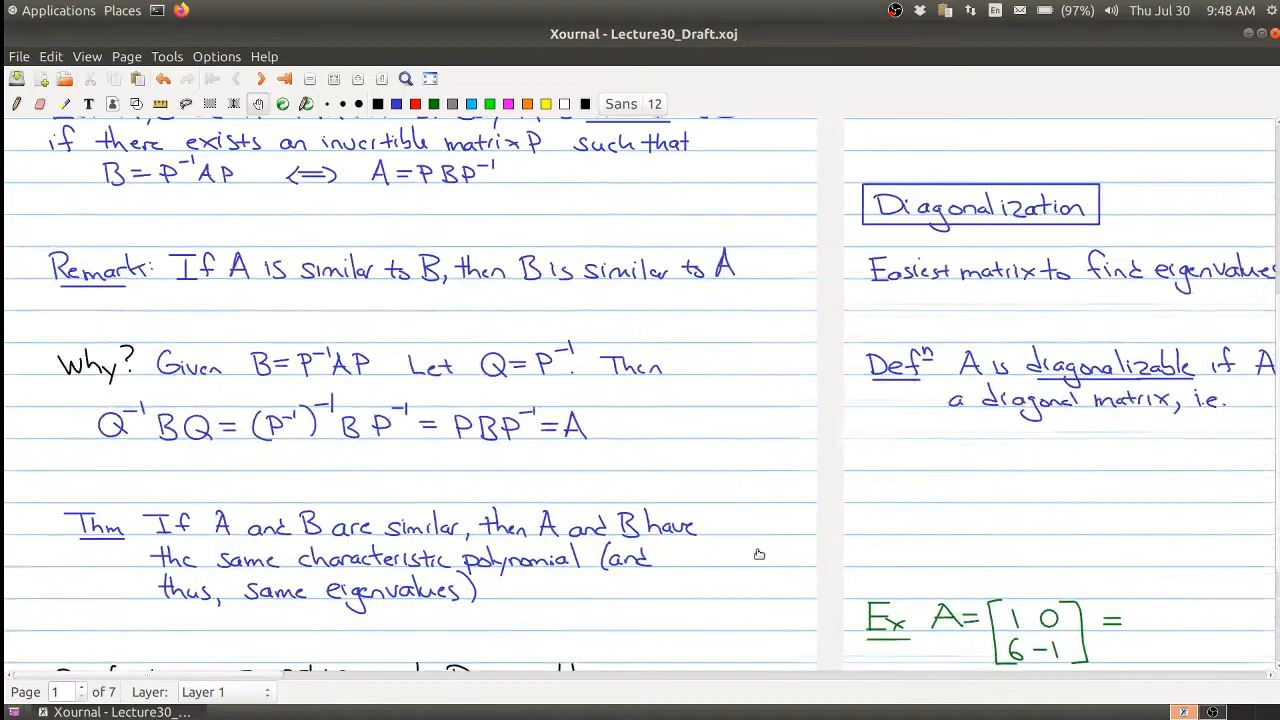 Applications Places En (97%) Thu Jul 30 9:48 AM
Xournal - Lecture30_Draft.xoj
File Edit View Page Tools Options Help
Sans 12
if there exists an invertible matrix P such that
B = P⁻¹AP ⟺ A = PBP⁻¹
Remark: If A is similar to B, then B is similar to A
Why? Given B = P⁻¹AP Let Q = P⁻¹. Then
Q⁻¹BQ = (P⁻¹)⁻¹BP⁻¹ = PBP⁻¹ = A
Thm If A and B are similar, then A and B have
the same characteristic polynomial (and
thus, same eigenvalues)
Diagonalization
Easiest matrix to find eigenvalues
Defⁿ A is diagonalizable if A
a diagonal matrix, i.e.
Ex A = [1 0
6 -1] =
Page 1 of 7 Layer: Layer 1
Xournal - Lecture30_...